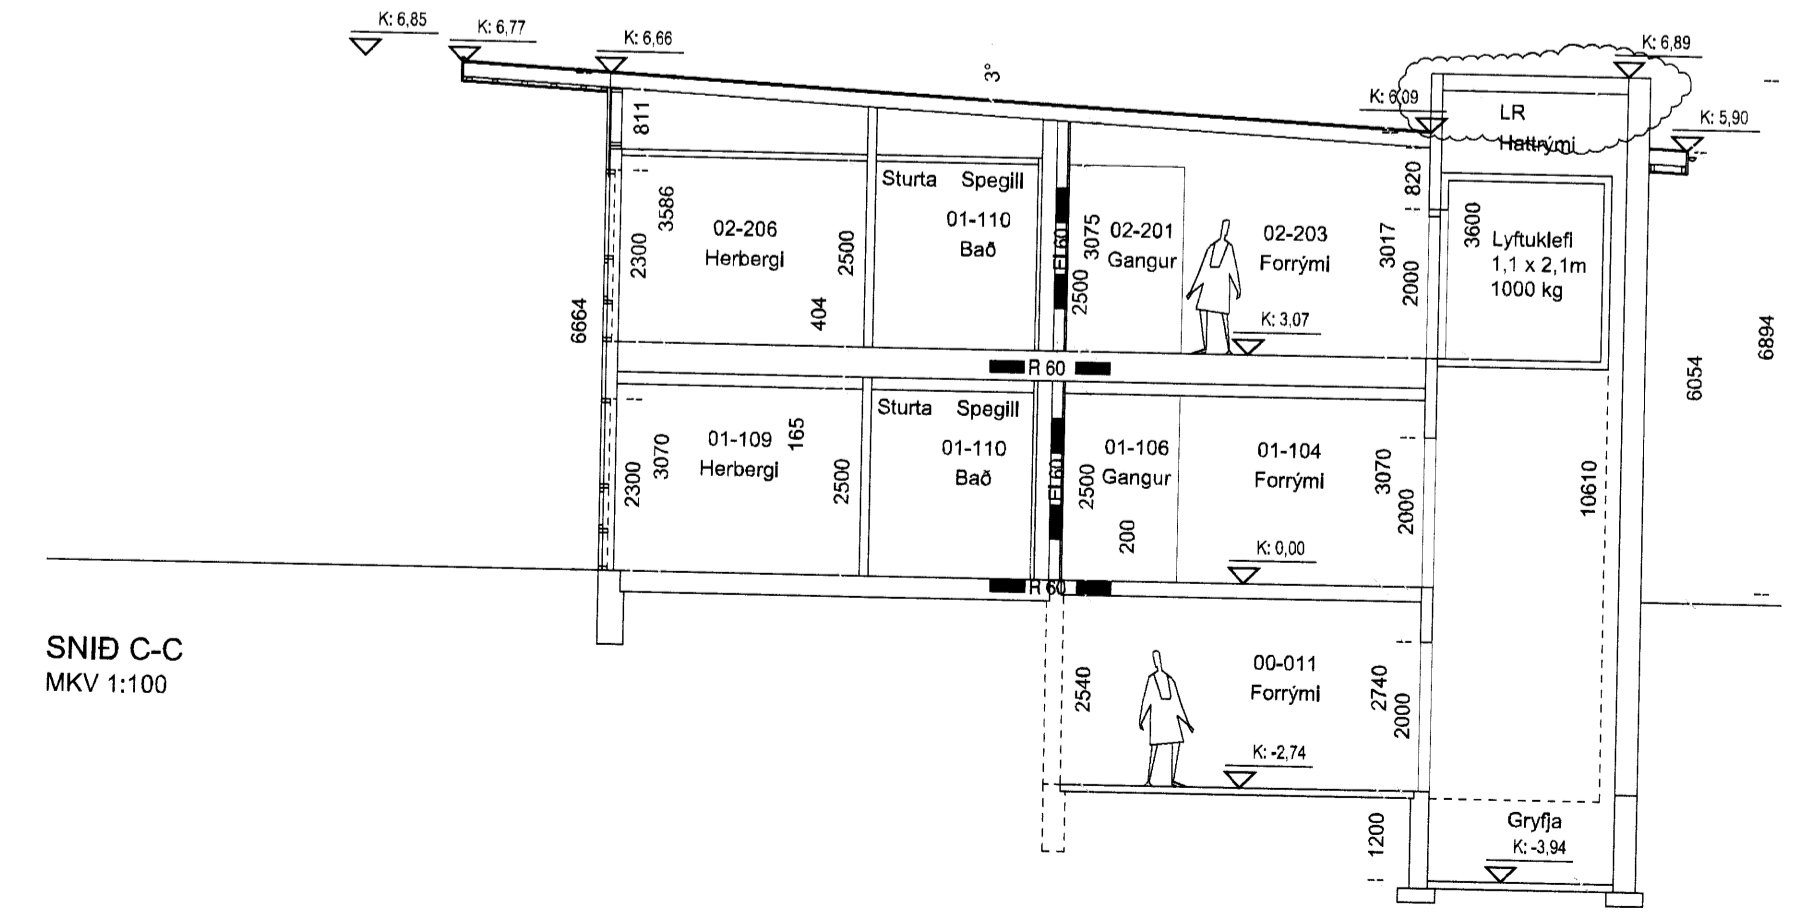 K: 6,85
K: 6,77
K: 6,66
3°
K: 6,89
K: 6,09
K: 5,90
LR
Hattrými
811
820
Sturta Spegill
01-110
Bað
02-206
Herbergi
3586
2300
2500
404
6664
EI 60
3075
2500
02-201
Gangur
02-203
Forrými
3017
2000
K: 3,07
3600
Lyftuklefi
1,1 x 2,1m
1000 kg
6054
6894
R 60
Sturta Spegill
01-110
Bað
01-109
Herbergi
165
3070
2300
2500
EI 60
2500
01-106
Gangur
200
01-104
Forrými
3070
2000
10610
K: 0,00
R 60
SNIÐ C-C
MKV 1:100
2540
00-011
Forrými
2740
2000
K: -2,74
1200
Gryfja
K: -3,94